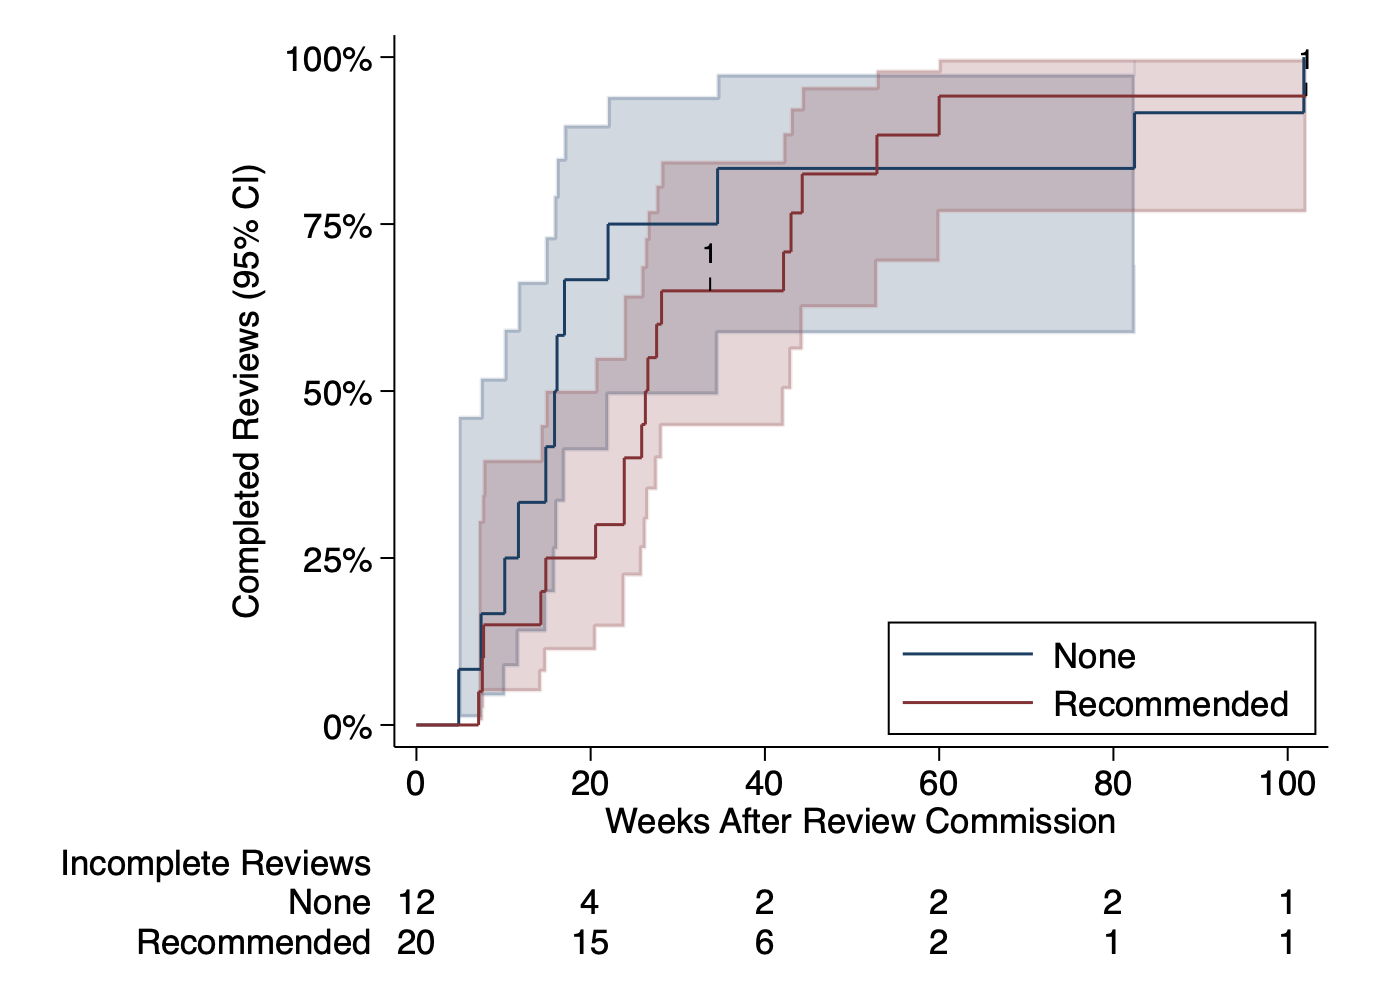 Completed Reviews (95% CI)
100%
75%
50%
25%
0%
1
1
None
Recommended
0 20 40 60 80 100
Weeks After Review Commission
Incomplete Reviews
None 12 4 2 2 2 1
Recommended 20 15 6 2 1 1